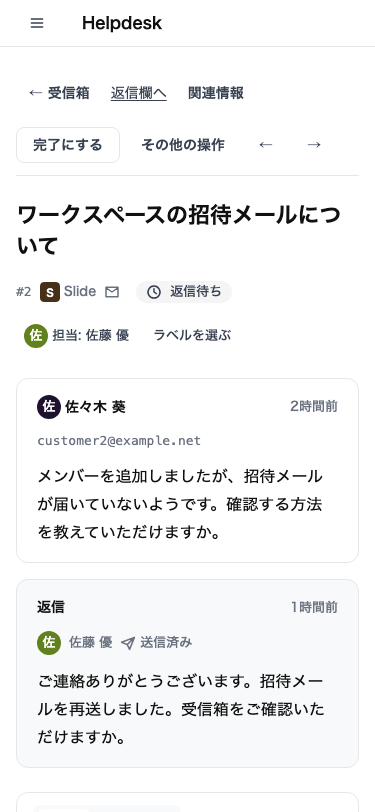 Helpdesk
← 受信箱 返信欄へ 関連情報
完了にする その他の操作 ← →
ワークスペースの招待メールにつ
いて
#2 S Slide 返信待ち
佐 担当: 佐藤 優 ラベルを選ぶ
佐 佐々木 葵 2時間前
customer2@example.net
メンバーを追加しましたが、招待メール
が届いていないようです。確認する方法
を教えていただけますか。
返信 1時間前
佐 佐藤 優 送信済み
ご連絡ありがとうございます。招待メー
ルを再送しました。受信箱をご確認いた
だけますか。